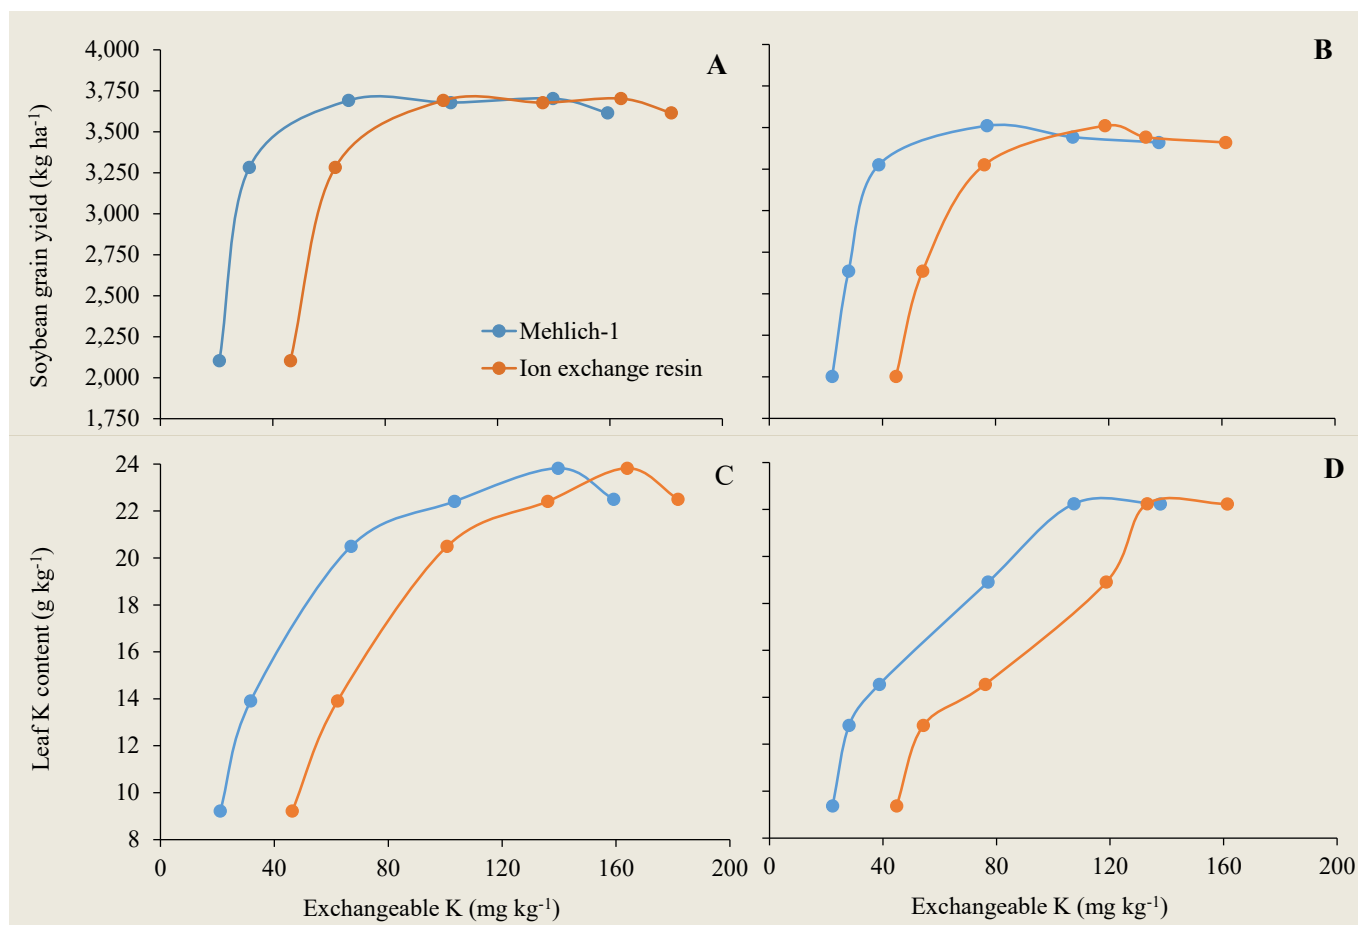 A
B
4,000
3,750
3,500
3,250
3,000
2,750
2,500
2,250
2,000
1,750
Soybean grain yield (kg ha⁻¹)
Mehlich-1
Ion exchange resin
C
D
24
22
20
18
16
14
12
10
8
Leaf K content (g kg⁻¹)
0 40 80 120 160 200
0 40 80 120 160 200
Exchangeable K (mg kg⁻¹)
Exchangeable K (mg kg⁻¹)